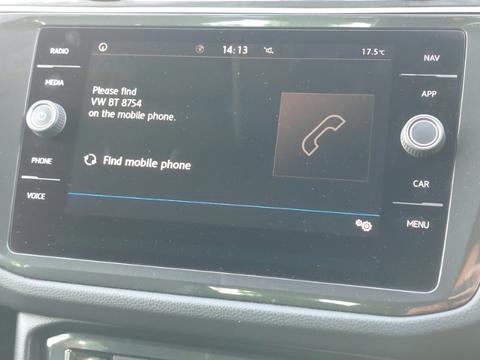 RADIO
14:13
17.5°C
NAV
MEDIA
Please find
VW BT 8754
on the mobile phone.
APP
PHONE
Find mobile phone
CAR
VOICE
MENU